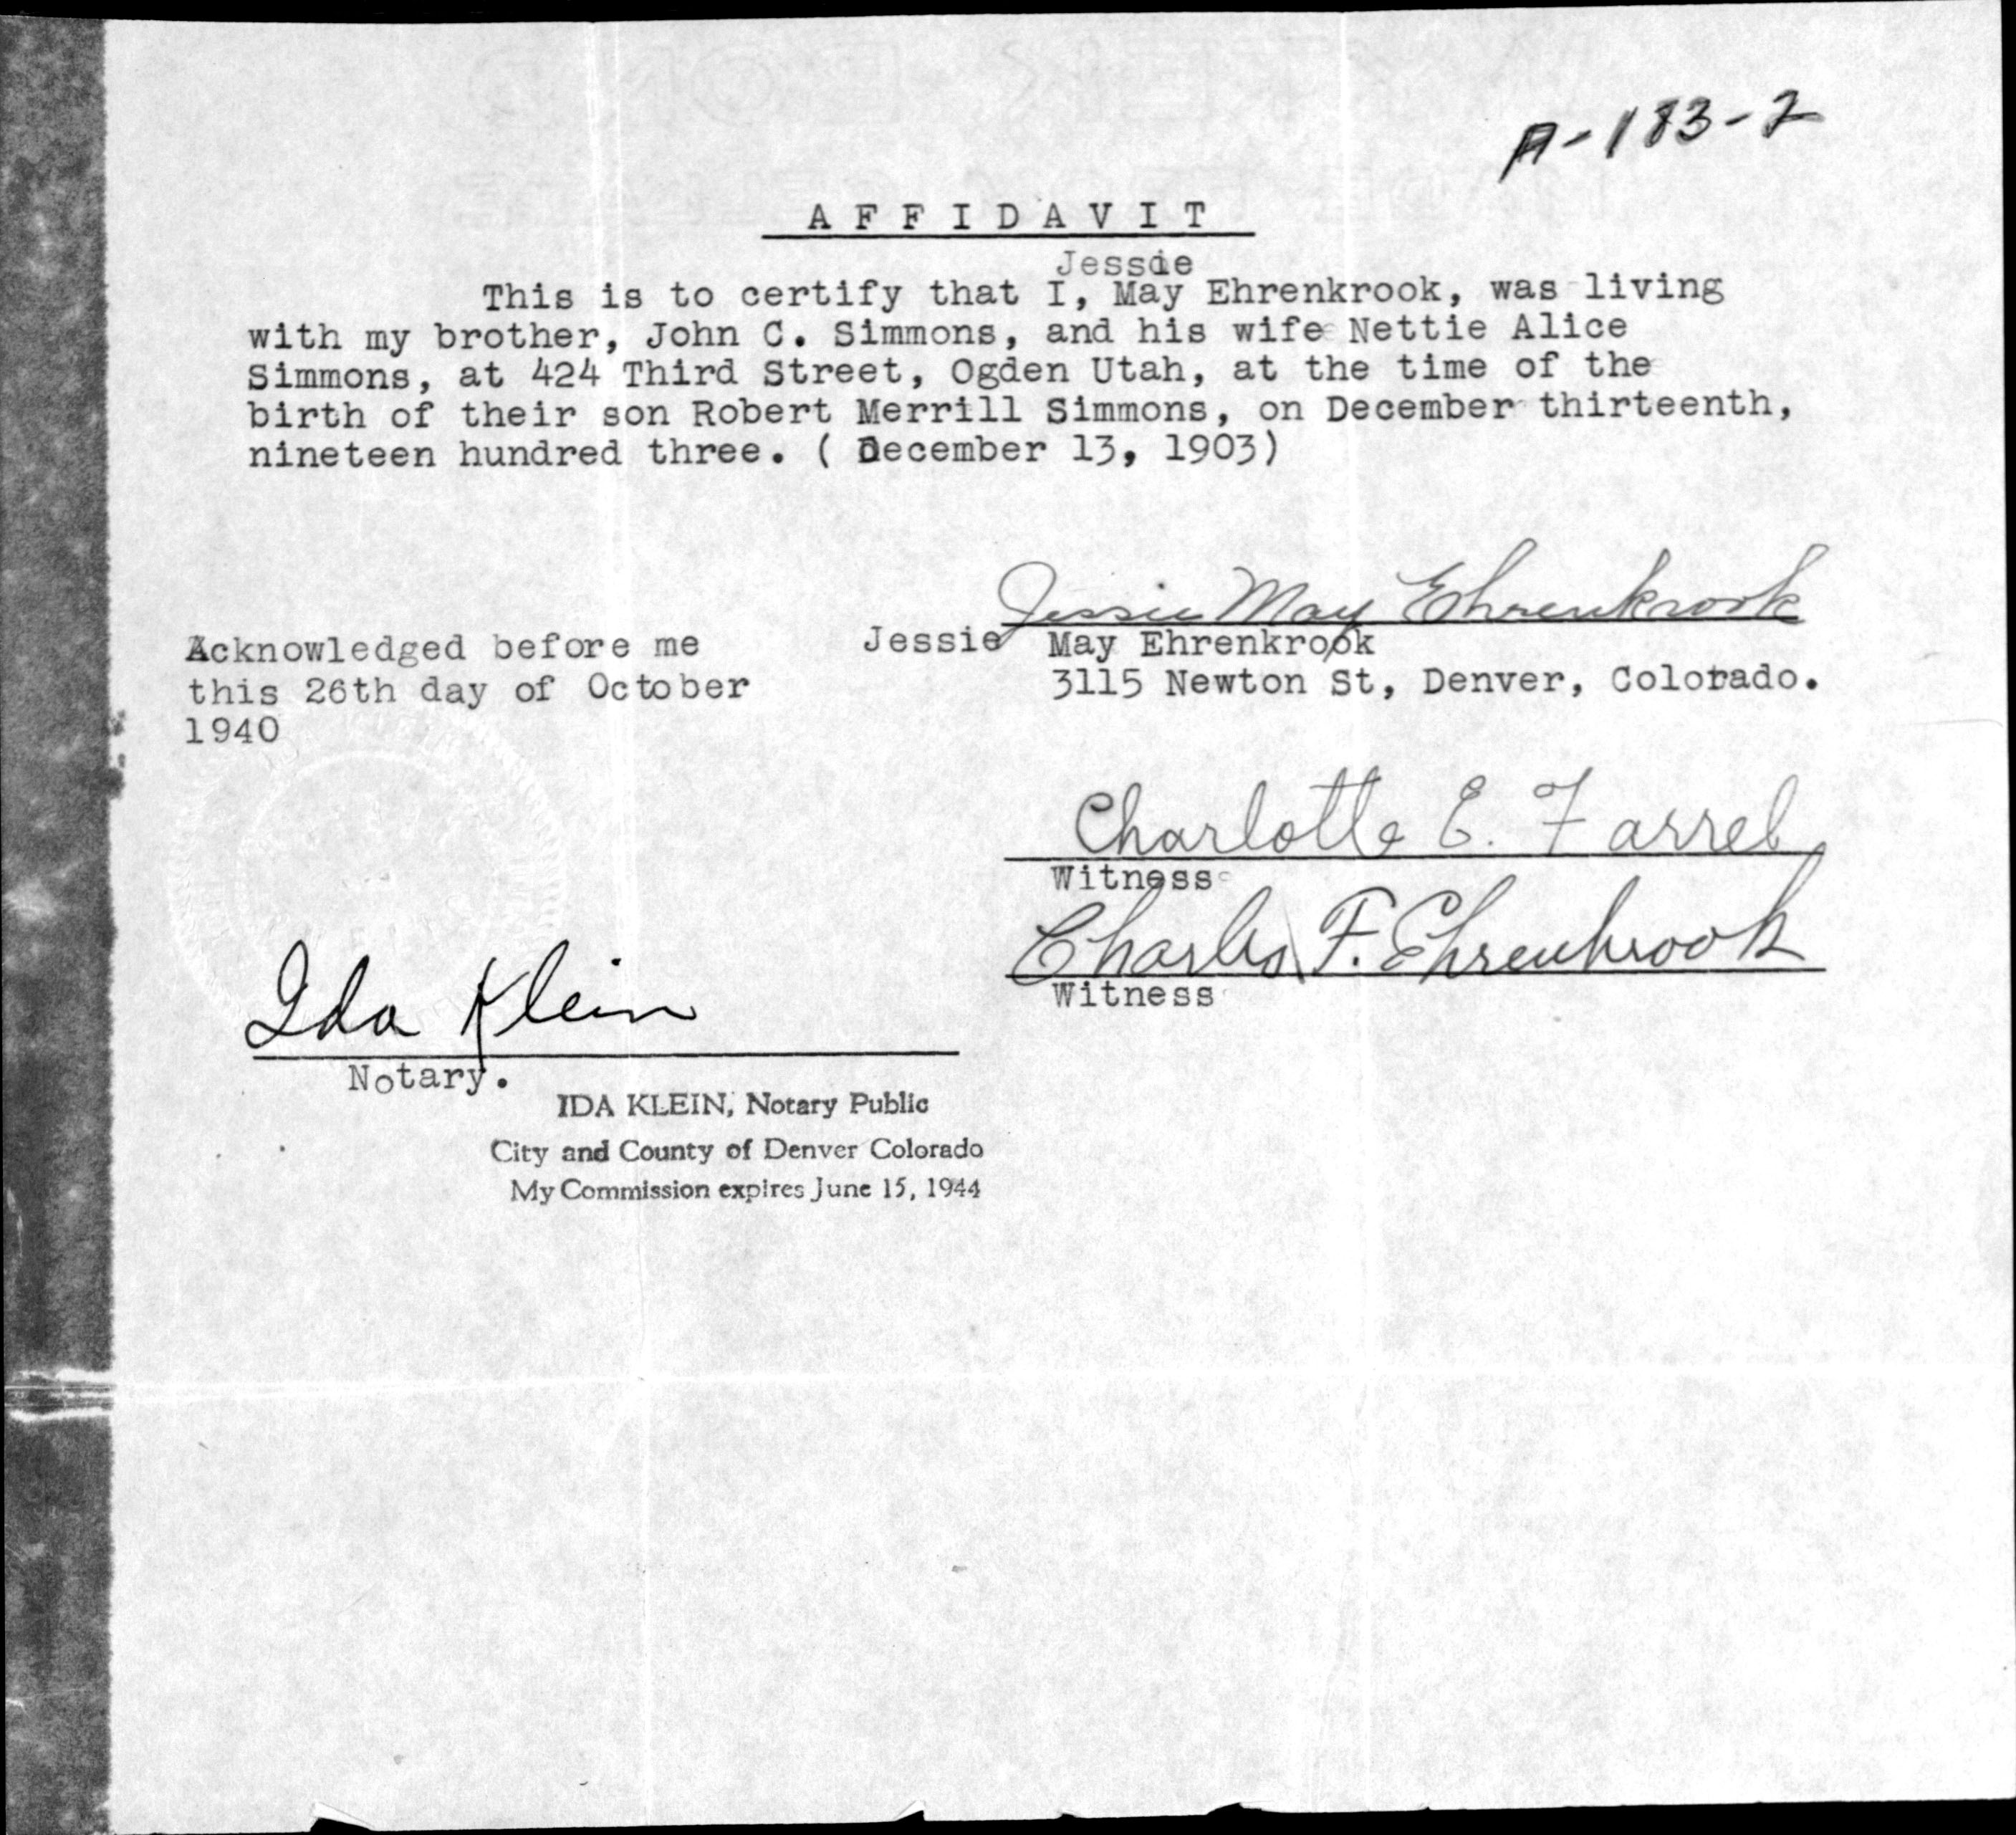 A-183-2
A F F I D A V I T
Jessie
This is to certify that I, May Ehrenkrook, was living
with my brother, John C. Simmons, and his wife Nettie Alice
Simmons, at 424 Third Street, Ogden Utah, at the time of the
birth of their son Robert Merrill Simmons, on December thirteenth,
nineteen hundred three. ( December 13, 1903)
Jessie May Ehrenkrook
Jessie May Ehrenkrook
3115 Newton St, Denver, Colorado.
Acknowledged before me
this 26th day of October
1940
Charlotte E. Farrel
Witness
Charles F. Ehrenkrook
Witness
Ida Klein
Notary.
IDA KLEIN, Notary Public
City and County of Denver Colorado
My Commission expires June 15, 1944